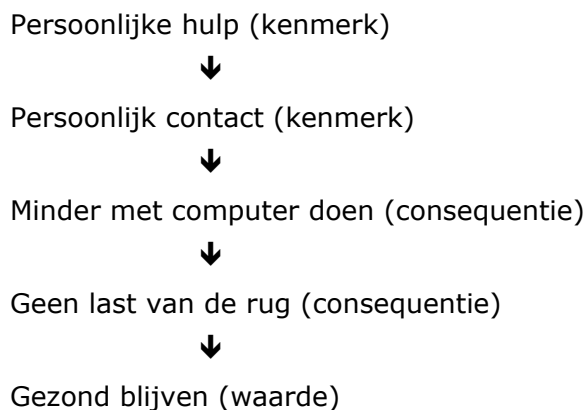 Persoonlijke hulp (kenmerk)
🡻
Persoonlijk contact (kenmerk)
🡻
Minder met computer doen (consequentie)
🡻
Geen last van de rug (consequentie)
🡻
Gezond blijven (waarde)